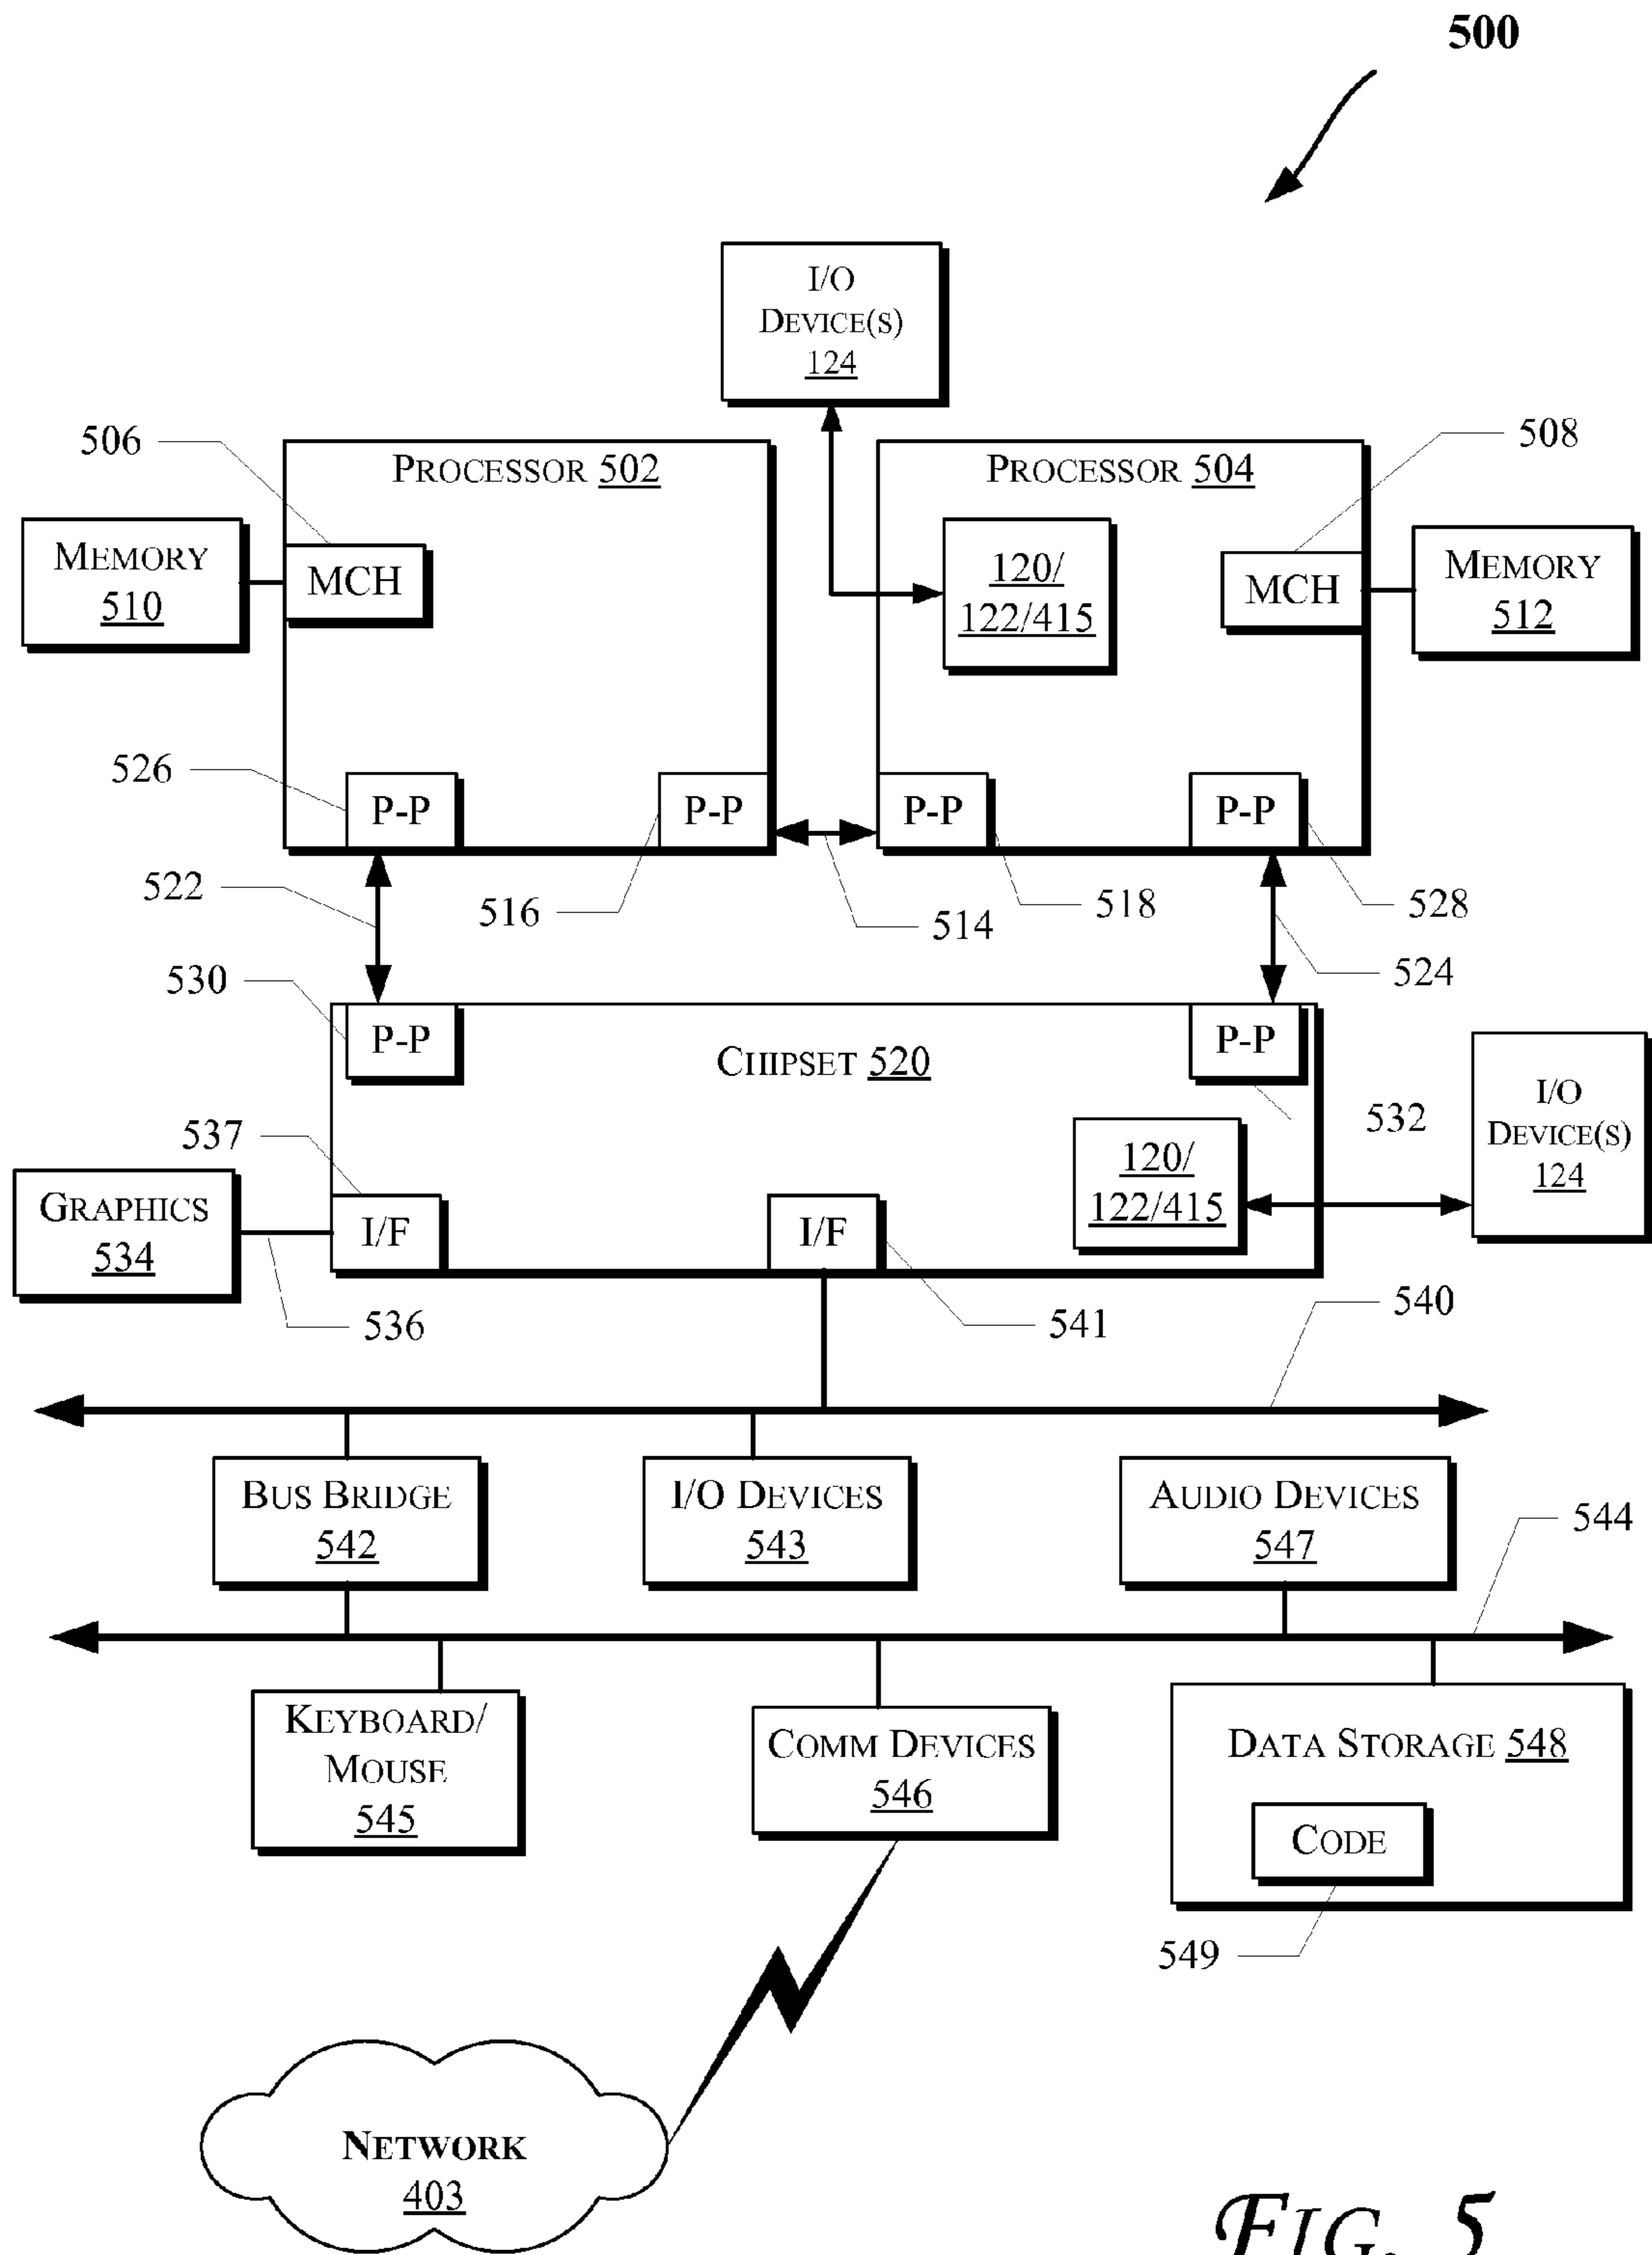 500
I/O
DEVICE(S)
124
506
PROCESSOR 502
PROCESSOR 504
508
MEMORY
510
MCH
120/
122/415
MCH
MEMORY
512
526
P-P
P-P
P-P
P-P
522
516
514
518
528
524
530
P-P
CHIPSET 520
P-P
532
I/O
DEVICE(S)
124
537
120/
122/415
GRAPHICS
534
I/F
I/F
536
541
540
BUS BRIDGE
542
I/O DEVICES
543
AUDIO DEVICES
547
544
KEYBOARD/
MOUSE
545
COMM DEVICES
546
DATA STORAGE 548
CODE
549
NETWORK
403
FIG. 5